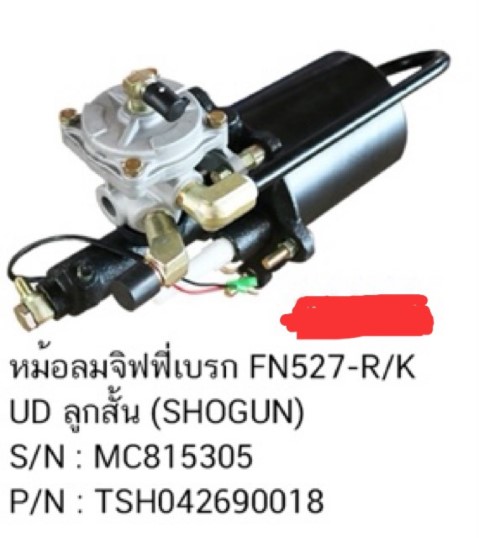 หม้อลมจิฟฟี่เบรก FN527-R/K
UD ลูกสั้น (SHOGUN)
S/N : MC815305
P/N : TSH042690018